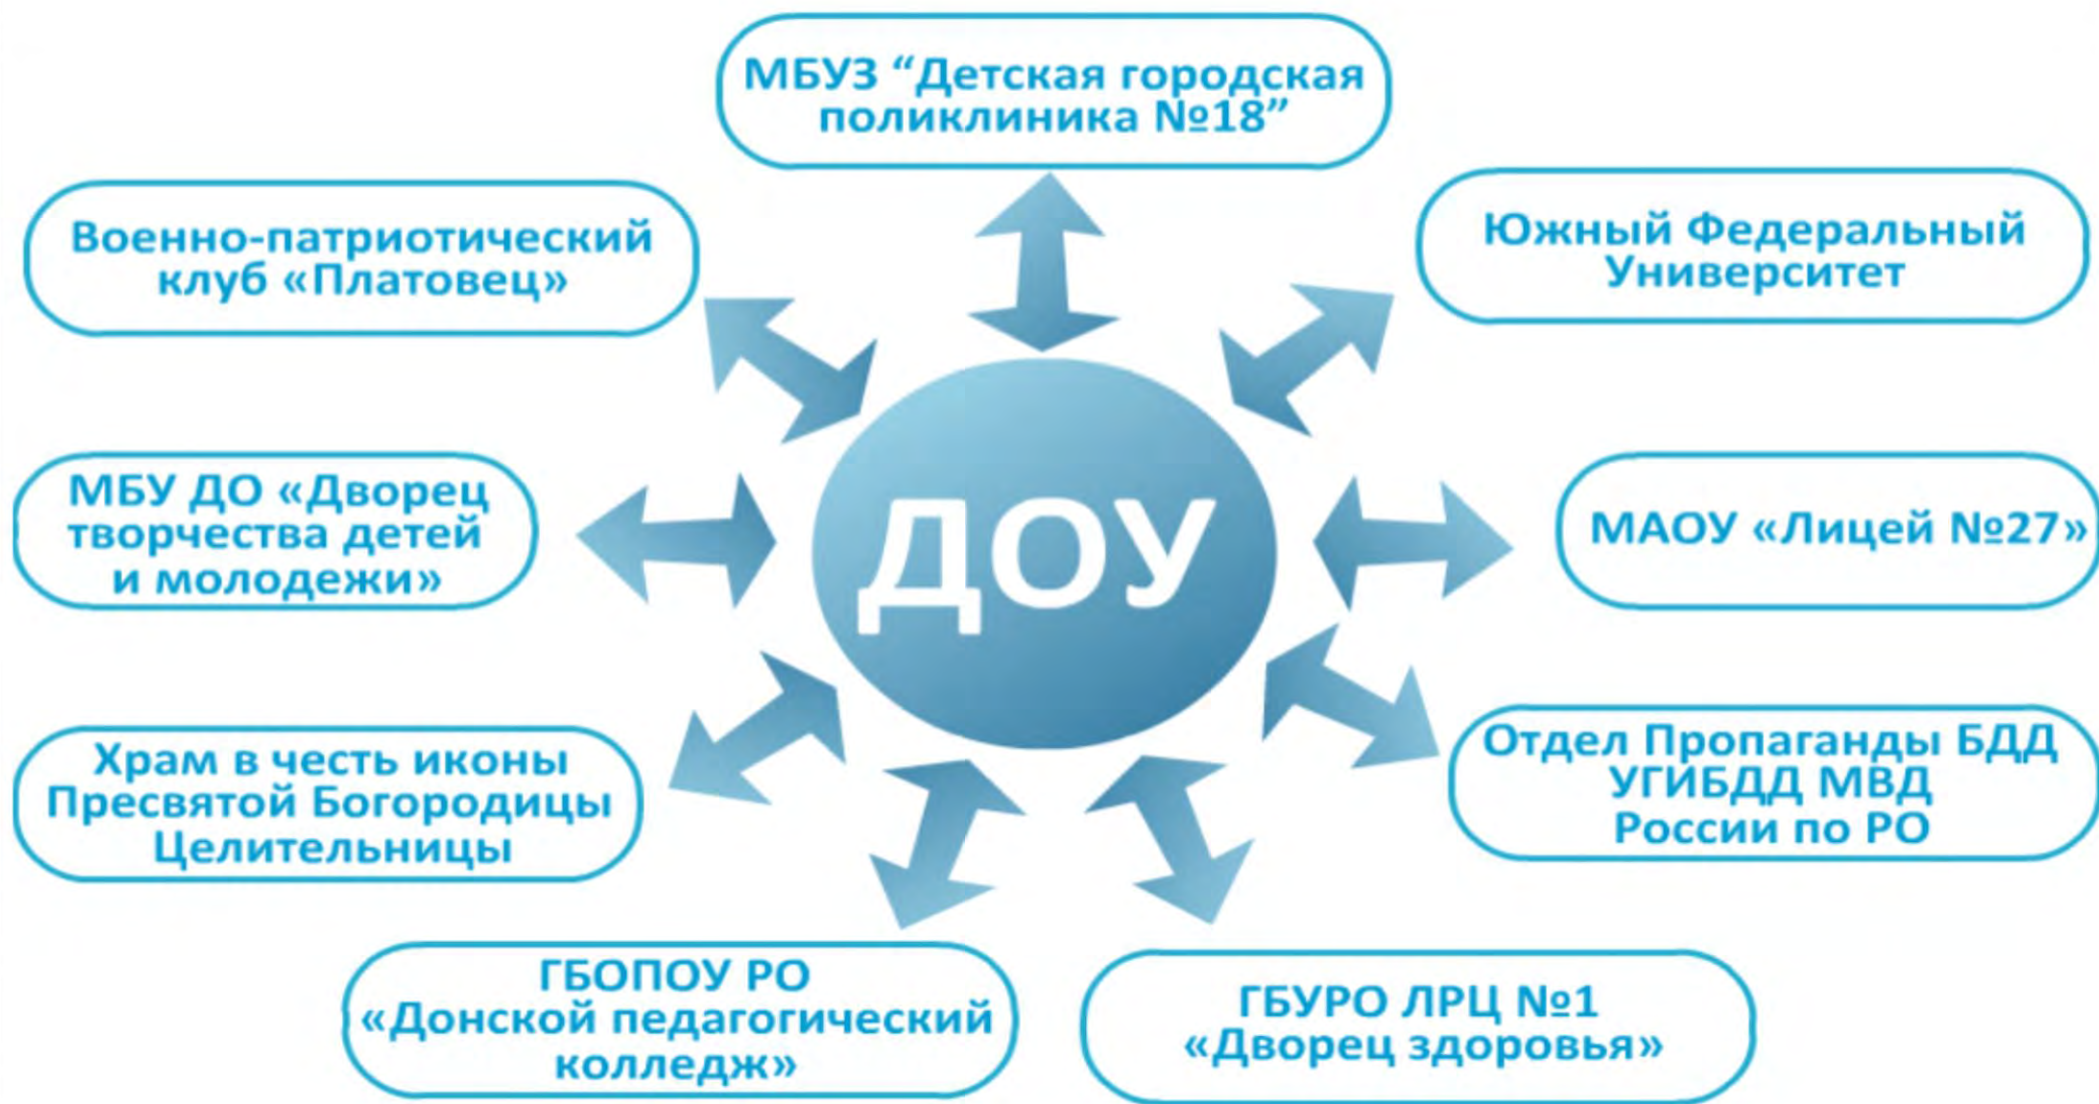 МБУЗ “Детская городская
поликлиника №18”
Военно-патриотический
клуб «Платовец»
Южный Федеральный
Университет
МБУ ДО «Дворец
творчества детей
и молодежи»
ДОУ
МАОУ «Лицей №27»
Храм в честь иконы
Пресвятой Богородицы
Целительницы
Отдел Пропаганды БДД
УГИБДД МВД
России по РО
ГБОПОУ РО
«Донской педагогический
колледж»
ГБУРО ЛРЦ №1
«Дворец здоровья»